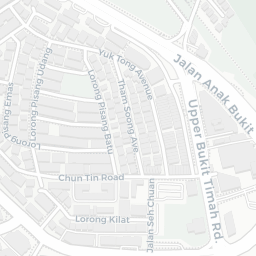 Yuk Tong Avenue
Jalan Anak Bukit
Lorong Pisang Udang
Lorong Pisang Batu
Tham Soong Ave
Upper Bukit Timah Rd.
sang Emas
Lorong
Chun Tin Road
Jalan Seh Chuan
Lorong Kilat